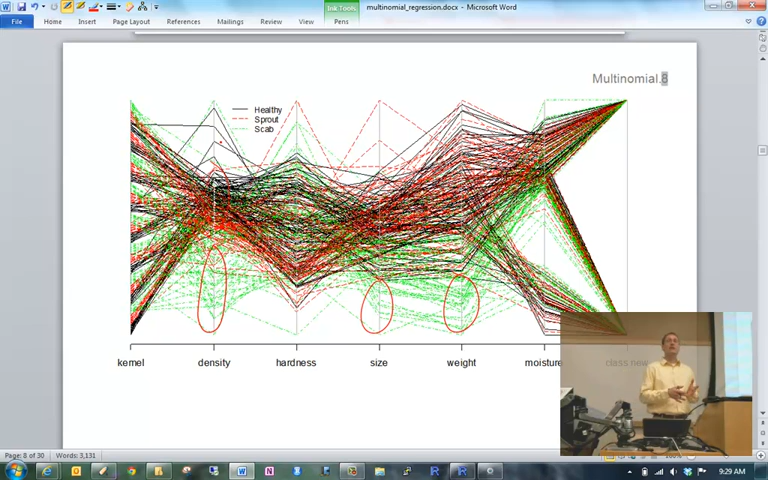 Ink Tools
multinomial_regression.docx - Microsoft Word
File Home Insert Page Layout References Mailings Review View Pens
Multinomial.8
Healthy
Sprout
Scab
kernel density hardness size weight moisture class new
Page: 8 of 30 Words: 3,131
9:29 AM